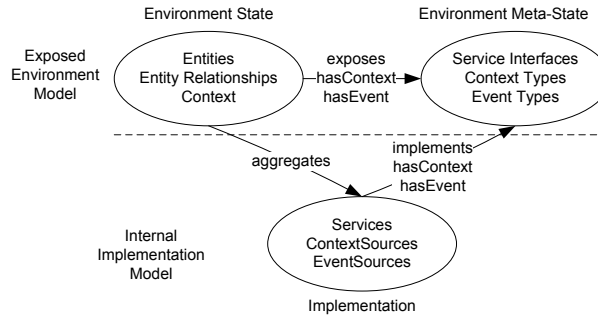 Environment State
Environment Meta-State
Exposed
Environment
Model
Entities
Entity Relationships
Context
exposes
hasContext
hasEvent
Service Interfaces
Context Types
Event Types
aggregates
implements
hasContext
hasEvent
Internal
Implementation
Model
Services
ContextSources
EventSources
Implementation